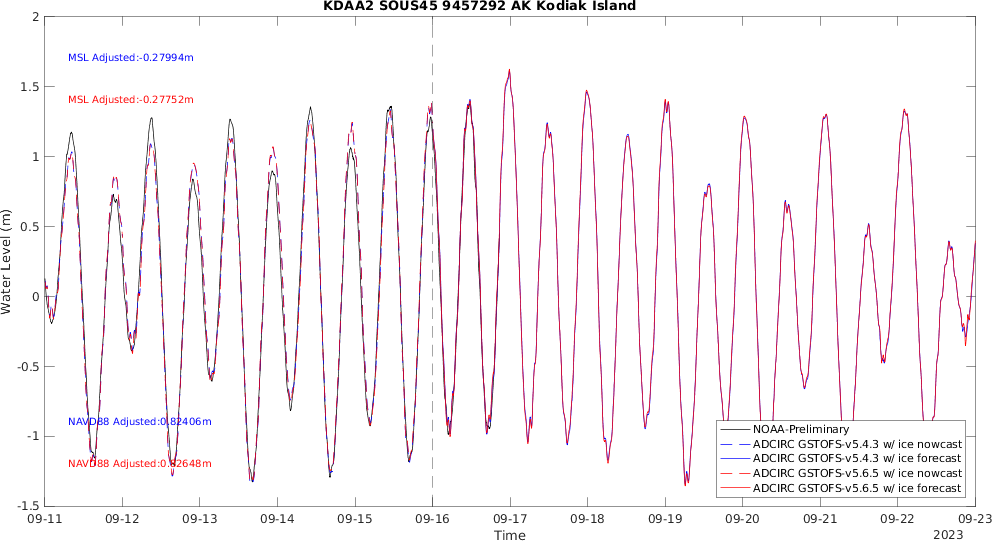 KDAA2 SOUS45 9457292 AK Kodiak Island
2
1.5
1
0.5
0
-0.5
-1
-1.5
Water Level (m)
MSL Adjusted:-0.27994m
MSL Adjusted:-0.27752m
NAVD88 Adjusted:0.82406m
NAVD88 Adjusted:0.82648m
NOAA-Preliminary
ADCIRC GSTOFS-v5.4.3 w/ ice nowcast
ADCIRC GSTOFS-v5.4.3 w/ ice forecast
ADCIRC GSTOFS-v5.6.5 w/ ice nowcast
ADCIRC GSTOFS-v5.6.5 w/ ice forecast
09-11 09-12 09-13 09-14 09-15 09-16 09-17 09-18 09-19 09-20 09-21 09-22 09-23
Time
2023